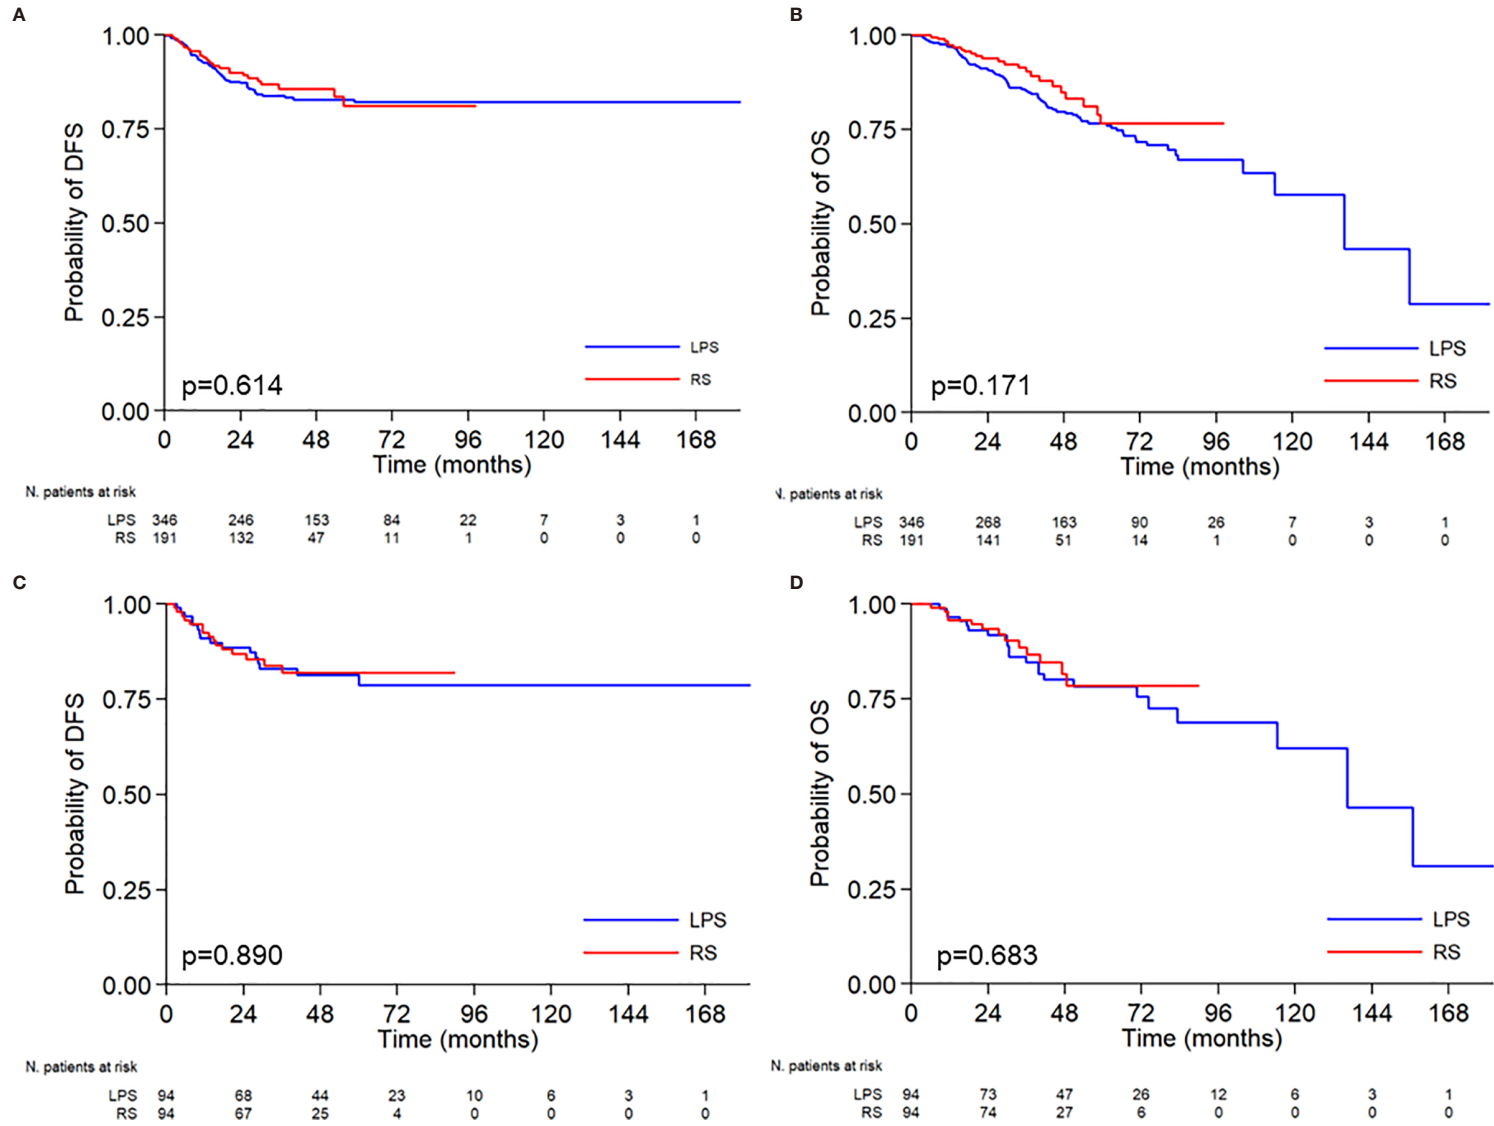 A
1.00
0.75
0.50
0.25
0.00
Probability of DFS
LPS
RS
p=0.614
0 24 48 72 96 120 144 168
Time (months)
N. patients at risk
LPS 346 246 153 84 22 7 3 1
RS 191 132 47 11 1 0 0 0
B
1.00
0.75
0.50
0.25
0.00
Probability of OS
LPS
RS
p=0.171
0 24 48 72 96 120 144 168
Time (months)
N. patients at risk
LPS 346 268 163 90 26 7 3 1
RS 191 141 51 14 1 0 0 0
C
1.00
0.75
0.50
0.25
0.00
Probability of DFS
LPS
RS
p=0.890
0 24 48 72 96 120 144 168
Time (months)
N. patients at risk
LPS 94 68 44 23 10 6 3 1
RS 94 67 25 4 0 0 0 0
D
1.00
0.75
0.50
0.25
0.00
Probability of OS
LPS
RS
p=0.683
0 24 48 72 96 120 144 168
Time (months)
N. patients at risk
LPS 94 73 47 26 12 6 3 1
RS 94 74 27 6 0 0 0 0